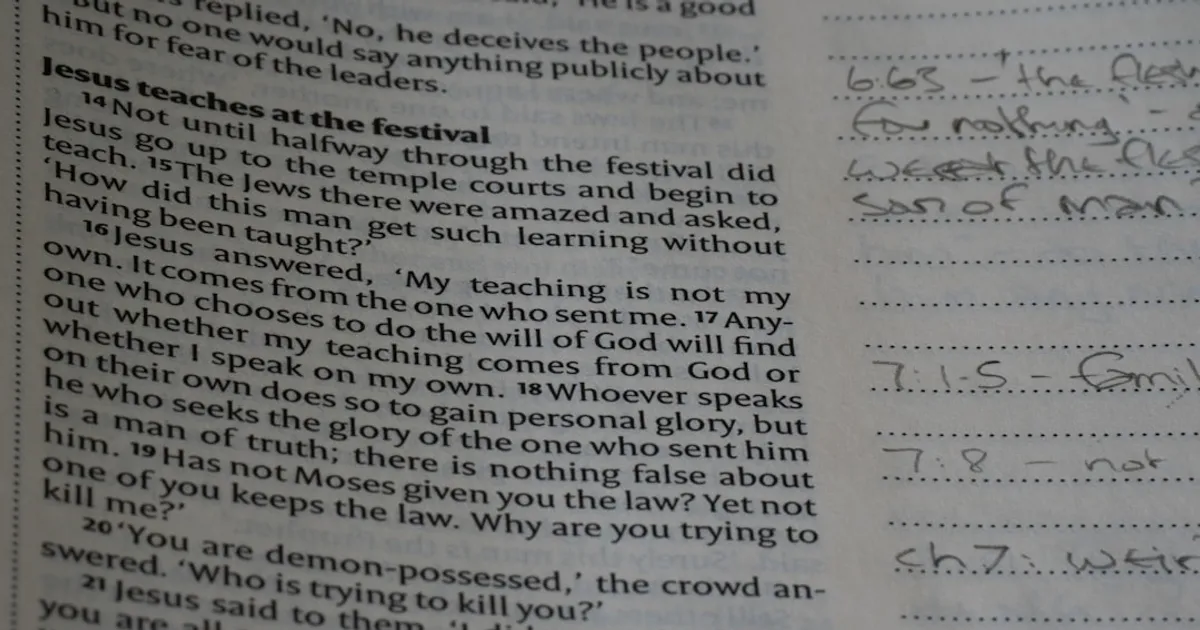 He is a good
replied, ‘No, he deceives the people.’
But no one would say anything publicly about
him for fear of the leaders.
Jesus teaches at the festival
14 Not until halfway through the festival did
Jesus go up to the temple courts and begin to
teach. 15 The Jews there were amazed and asked,
‘How did this man get such learning without
having been taught?’
16 Jesus answered, ‘My teaching is not my
own. It comes from the one who sent me. 17 Any-
one who chooses to do the will of God will find
out whether my teaching comes from God or
whether I speak on my own. 18 Whoever speaks
on their own does so to gain personal glory, but
he who seeks the glory of the one who sent him
is a man of truth; there is nothing false about
him. 19 Has not Moses given you the law? Yet not
one of you keeps the law. Why are you trying to
kill me?’
20 ‘You are demon-possessed,’ the crowd an-
swered. ‘Who is trying to kill you?’
21 Jesus said to them, ‘I
you are all
6:63 - 'the
for nothing' -
the
son of man
7:1-5 -
7:8 - not
ch 7: